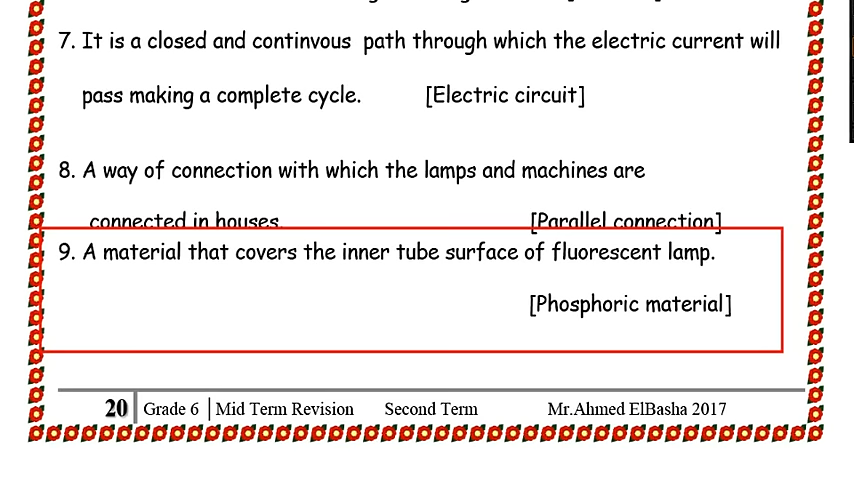 7. It is a closed and continvous path through which the electric current will
pass making a complete cycle. [Electric circuit]
8. A way of connection with which the lamps and machines are
connected in houses. [Parallel connection]
9. A material that covers the inner tube surface of fluorescent lamp.
[Phosphoric material]
20 Grade 6 Mid Term Revision Second Term Mr.Ahmed ElBasha 2017